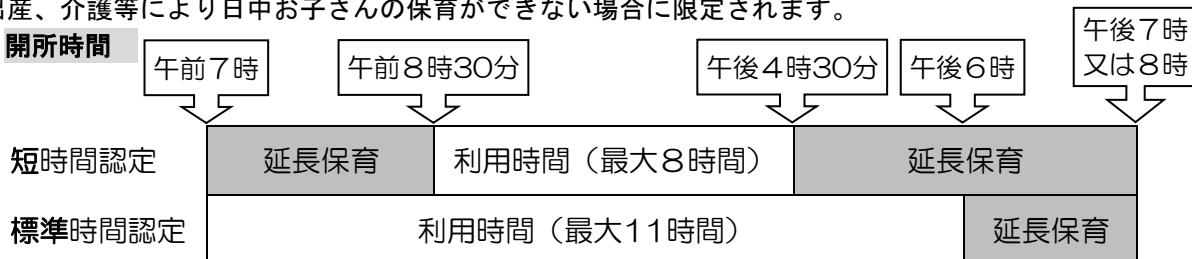 出産、介護等により日中お子さんの保育ができない場合に限定されます。
開所時間
午前7時
午前8時30分
午後4時30分
午後6時
午後7時
又は8時
短時間認定
延長保育
利用時間（最大8時間）
延長保育
標準時間認定
利用時間（最大11時間）
延長保育